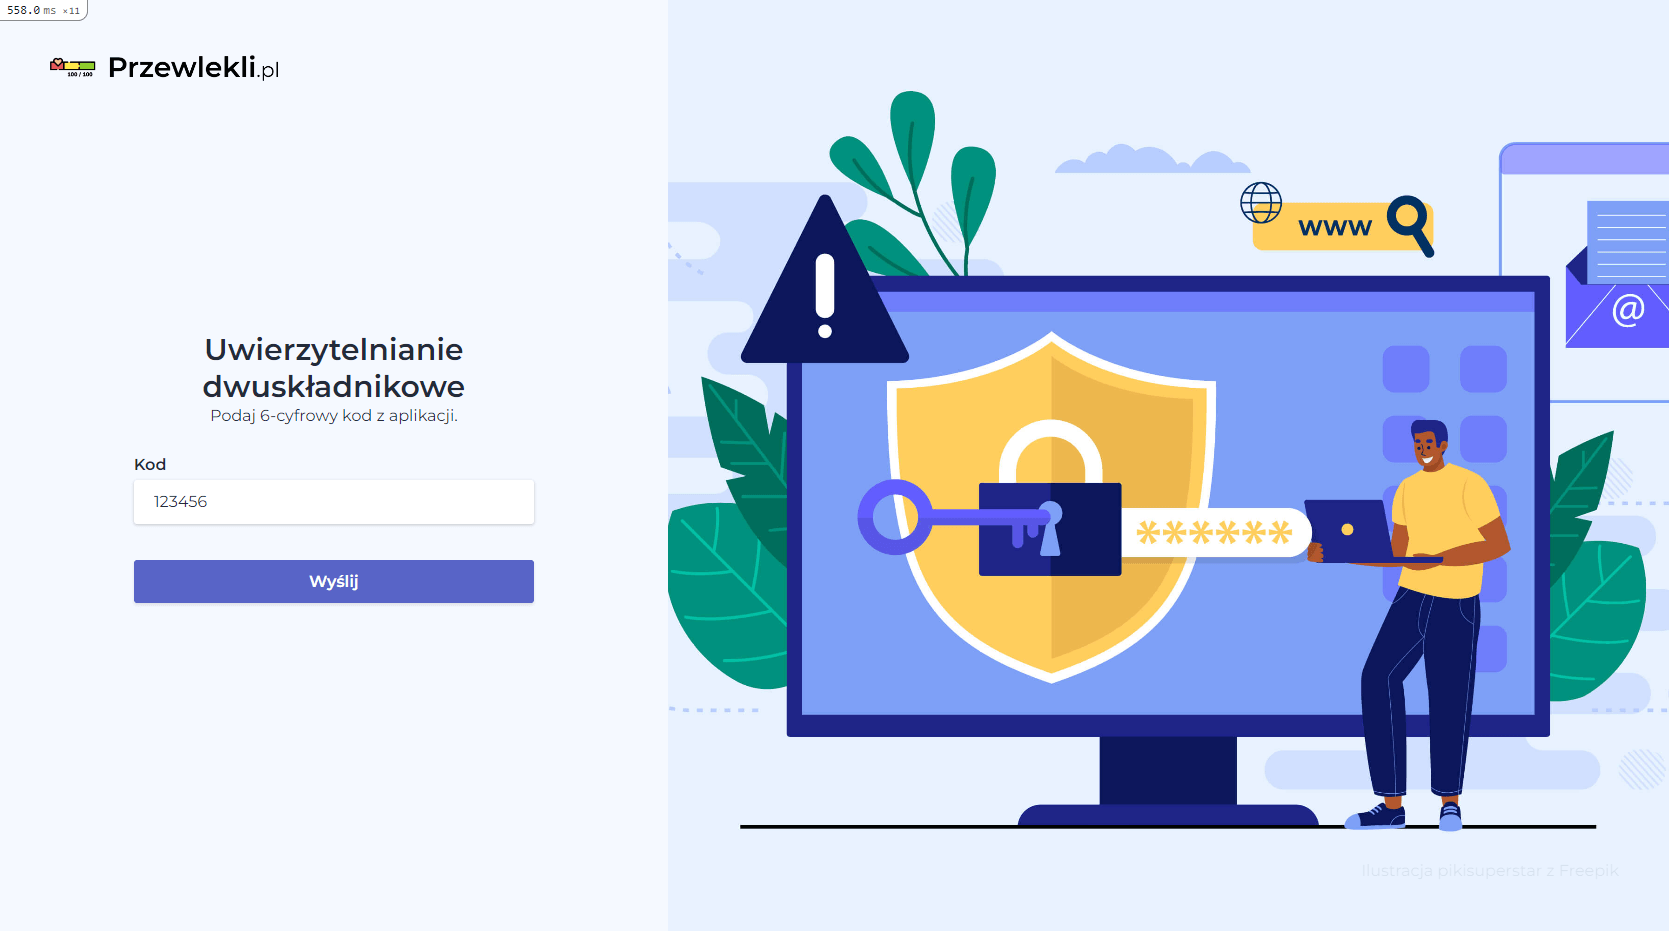 558.0 ms ×11
100 / 100
Przewlekli.pl
Uwierzytelnianie
dwuskładnikowe
Podaj 6-cyfrowy kod z aplikacji.
Kod
123456
Wyślij
www
@
******
Ilustracja pikisuperstar z Freepik